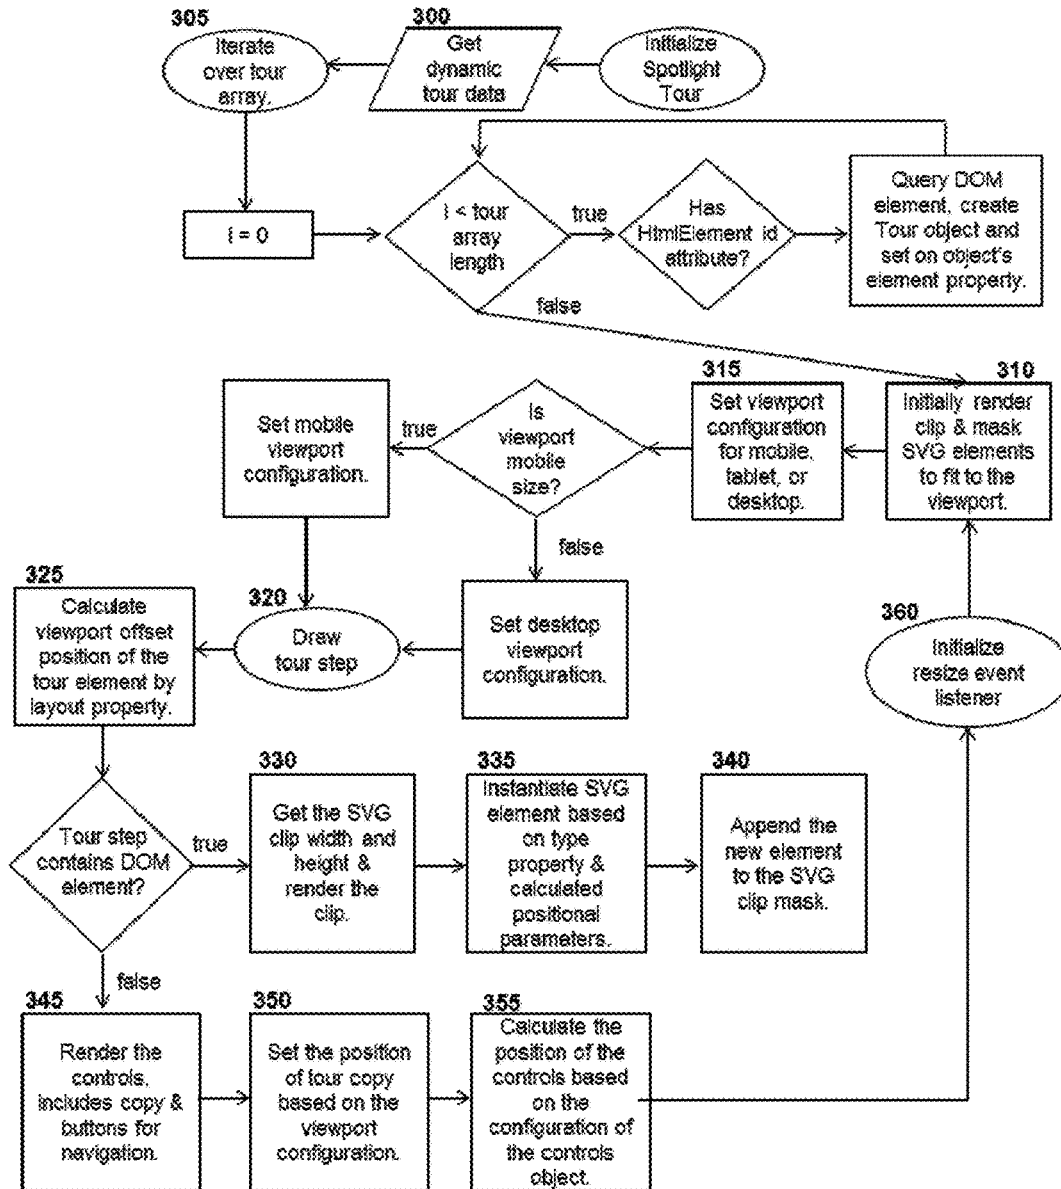 305
Iterate
over tour
array.
300
Get
dynamic
tour data
Initialize
Spotlight
Tour
I = 0
I < tour
array
length
true
false
Has
HtmlElement id
attribute?
Query DOM
element, create
Tour object and
set on object's
element property.
310
Initially render
clip & mask
SVG elements
to fit to the
viewport.
315
Set viewport
configuration
for mobile,
tablet, or
desktop.
Is
viewport
mobile
size?
true
false
Set mobile
viewport
configuration.
Set desktop
viewport
configuration.
320
Draw
tour step
325
Calculate
viewport offset
position of the
tour element by
layout property.
360
Initialize
resize event
listener
Tour step
contains DOM
element?
true
false
330
Get the SVG
clip width and
height &
render the
clip.
335
Instantiate SVG
element based
on type
property &
calculated
positional
parameters.
340
Append the
new element
to the SVG
clip mask.
345
Render the
controls,
includes copy &
buttons for
navigation.
350
Set the position
of tour copy
based on the
viewport
configuration.
355
Calculate the
position of the
controls based
on the
configuration of
the controls
object.